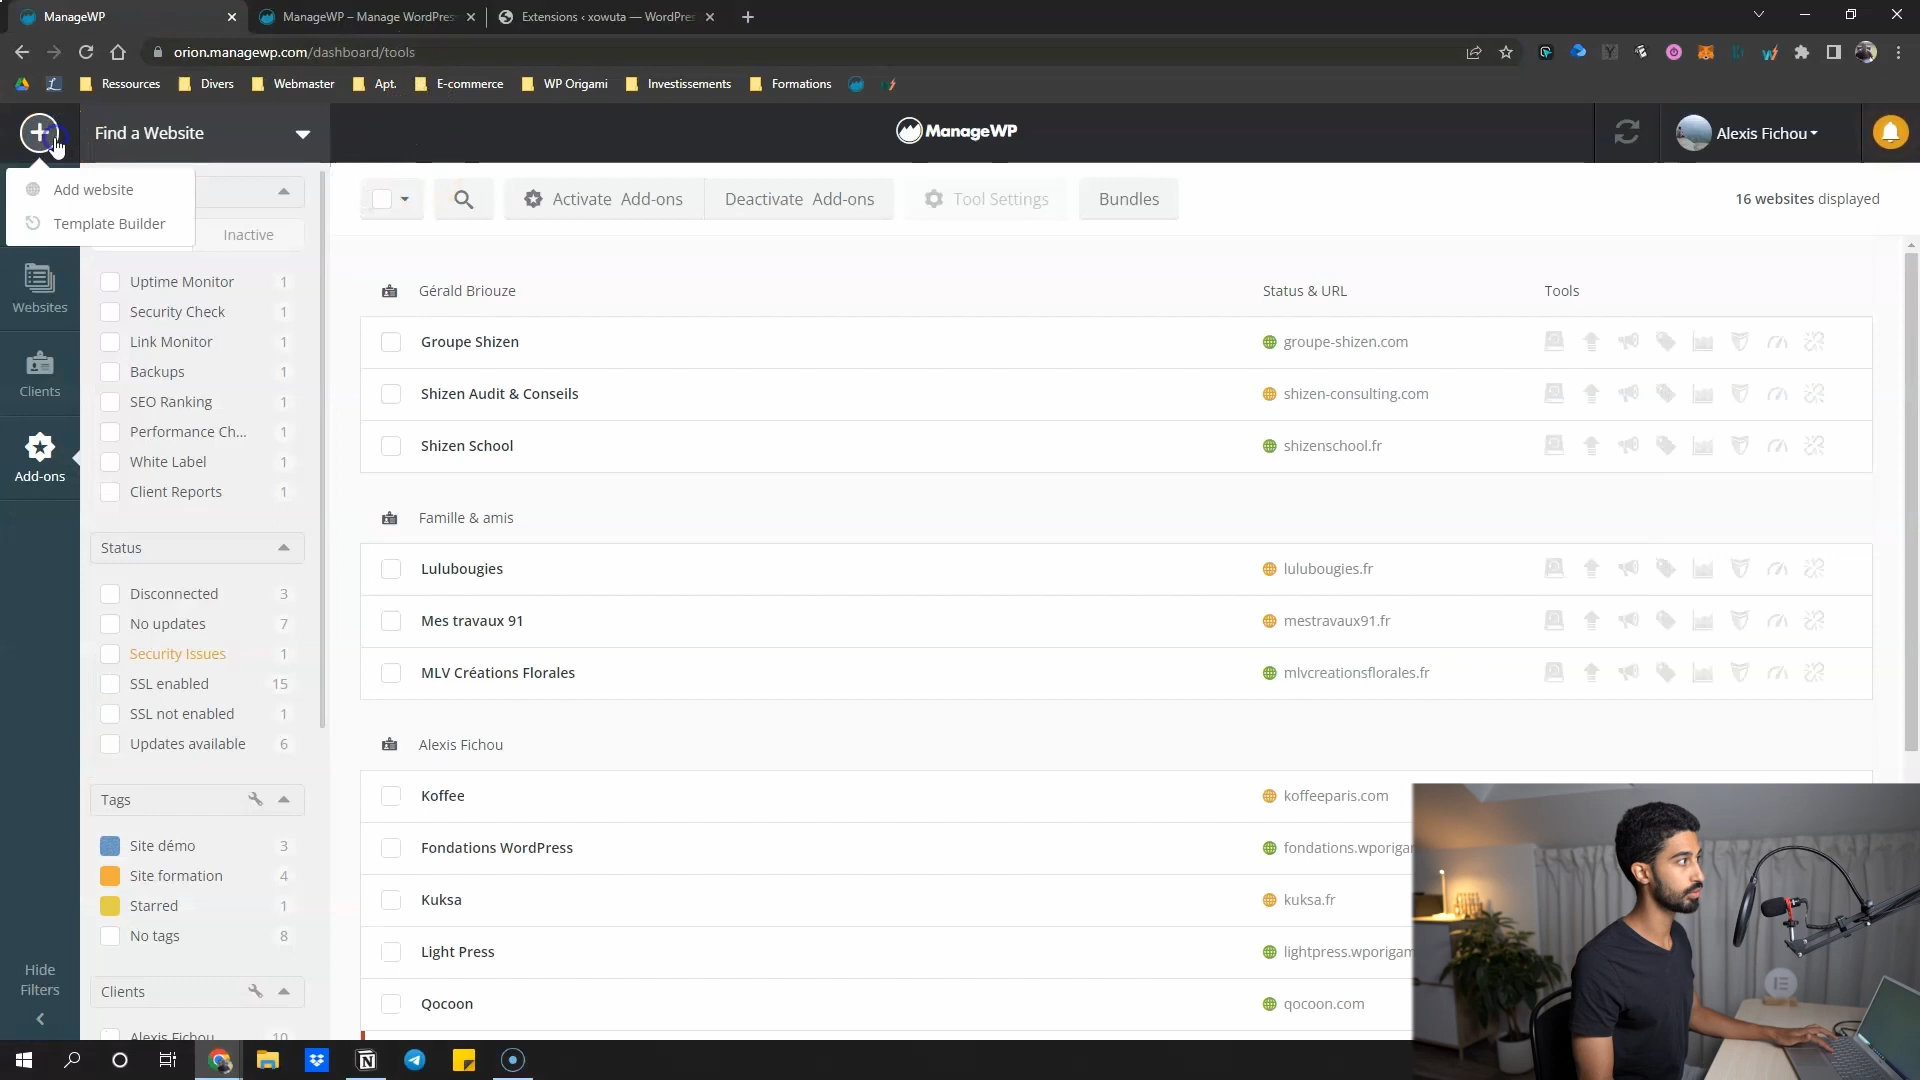 ManageWP
ManageWP – Manage WordPres
Extensions ‹ xowuta — WordPres
orion.managewp.com/dashboard/tools
Ressources
Divers
Webmaster
Apt.
E-commerce
WP Origami
Investissements
Formations
Find a Website
ManageWP
Alexis Fichou
Add website
Template Builder
Inactive
Activate Add-ons
Deactivate Add-ons
Tool Settings
Bundles
16 websites displayed
Websites
Clients
Add-ons
Hide
Filters
Uptime Monitor 1
Security Check 1
Link Monitor 1
Backups 1
SEO Ranking 1
Performance Ch... 1
White Label 1
Client Reports 1
Status
Disconnected 3
No updates 7
Security Issues 1
SSL enabled 15
SSL not enabled 1
Updates available 6
Tags
Site démo 3
Site formation 4
Starred 1
No tags 8
Clients
Alexis Fichou 10
Gérald Briouze Status & URL Tools
Groupe Shizen groupe-shizen.com
Shizen Audit & Conseils shizen-consulting.com
Shizen School shizenschool.fr
Famille & amis
Lulubougies lulubougies.fr
Mes travaux 91 mestravaux91.fr
MLV Créations Florales mlvcreationsflorales.fr
Alexis Fichou
Koffee koffeeparis.com
Fondations WordPress fondations.wporigar
Kuksa kuksa.fr
Light Press lightpress.wporigam
Qocoon qocoon.com